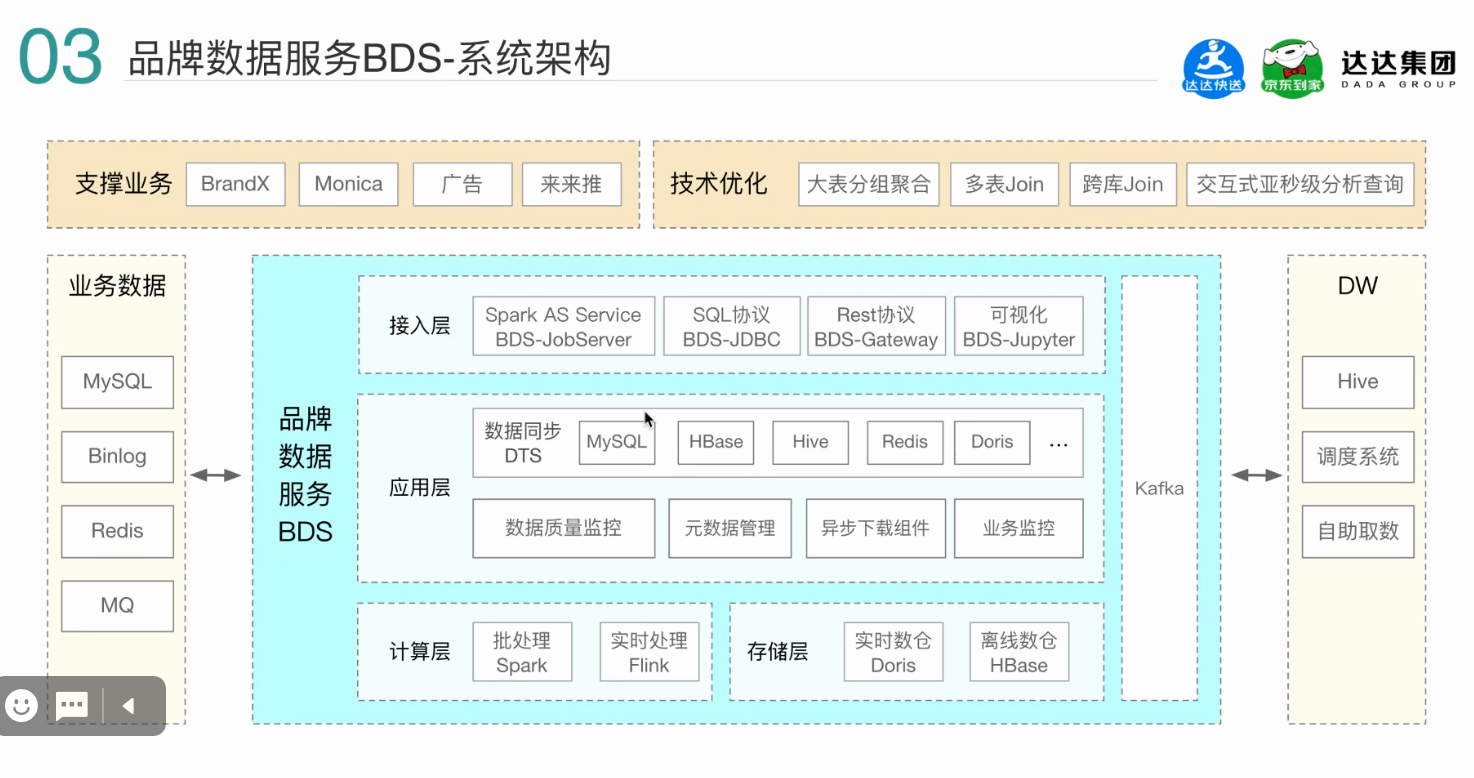 03 品牌数据服务BDS-系统架构
达达快送
京东到家
达达集团
DADA GROUP
支撑业务
BrandX
Monica
广告
来来推
技术优化
大表分组聚合
多表Join
跨库Join
交互式亚秒级分析查询
业务数据
MySQL
Binlog
Redis
MQ
品牌
数据
服务
BDS
接入层
Spark AS Service
BDS-JobServer
SQL协议
BDS-JDBC
Rest协议
BDS-Gateway
可视化
BDS-Jupyter
应用层
数据同步
DTS
MySQL
HBase
Hive
Redis
Doris
...
数据质量监控
元数据管理
异步下载组件
业务监控
计算层
批处理
Spark
实时处理
Flink
存储层
实时数仓
Doris
离线数仓
HBase
Kafka
DW
Hive
调度系统
自助取数